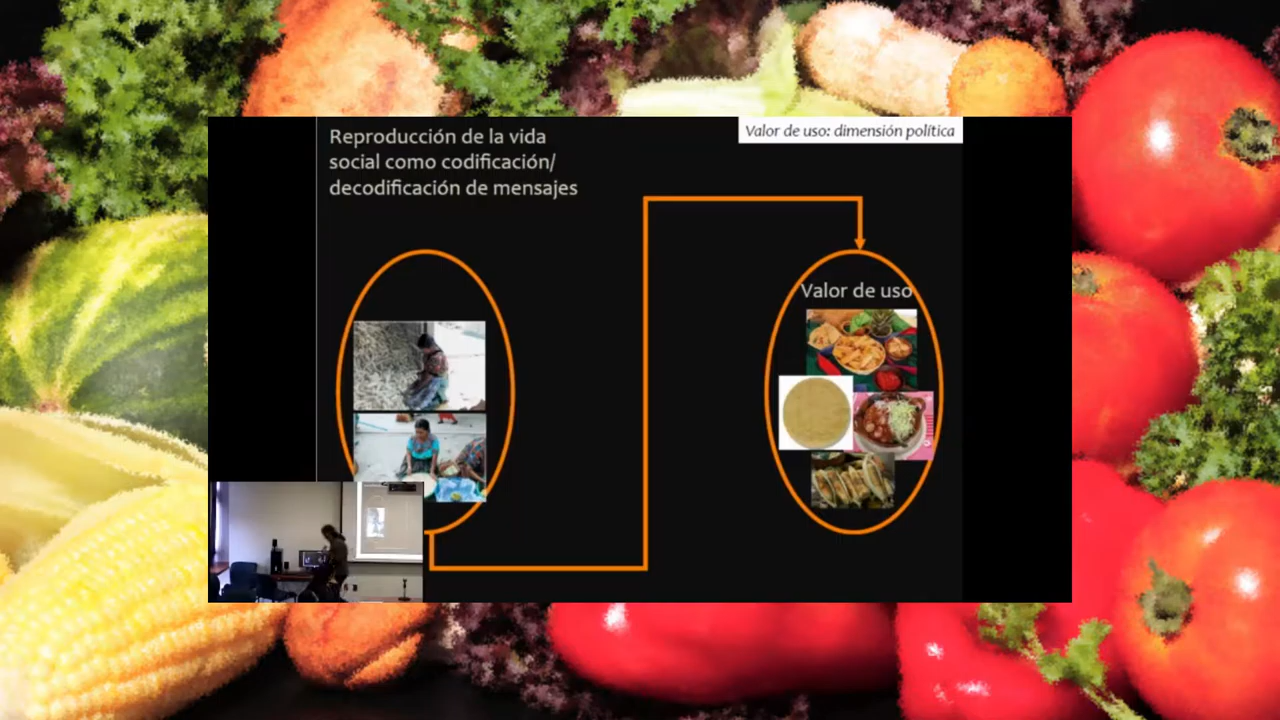 Reproducción de la vida
social como codificación/
decodificación de mensajes
Valor de uso: dimensión política
Valor de uso